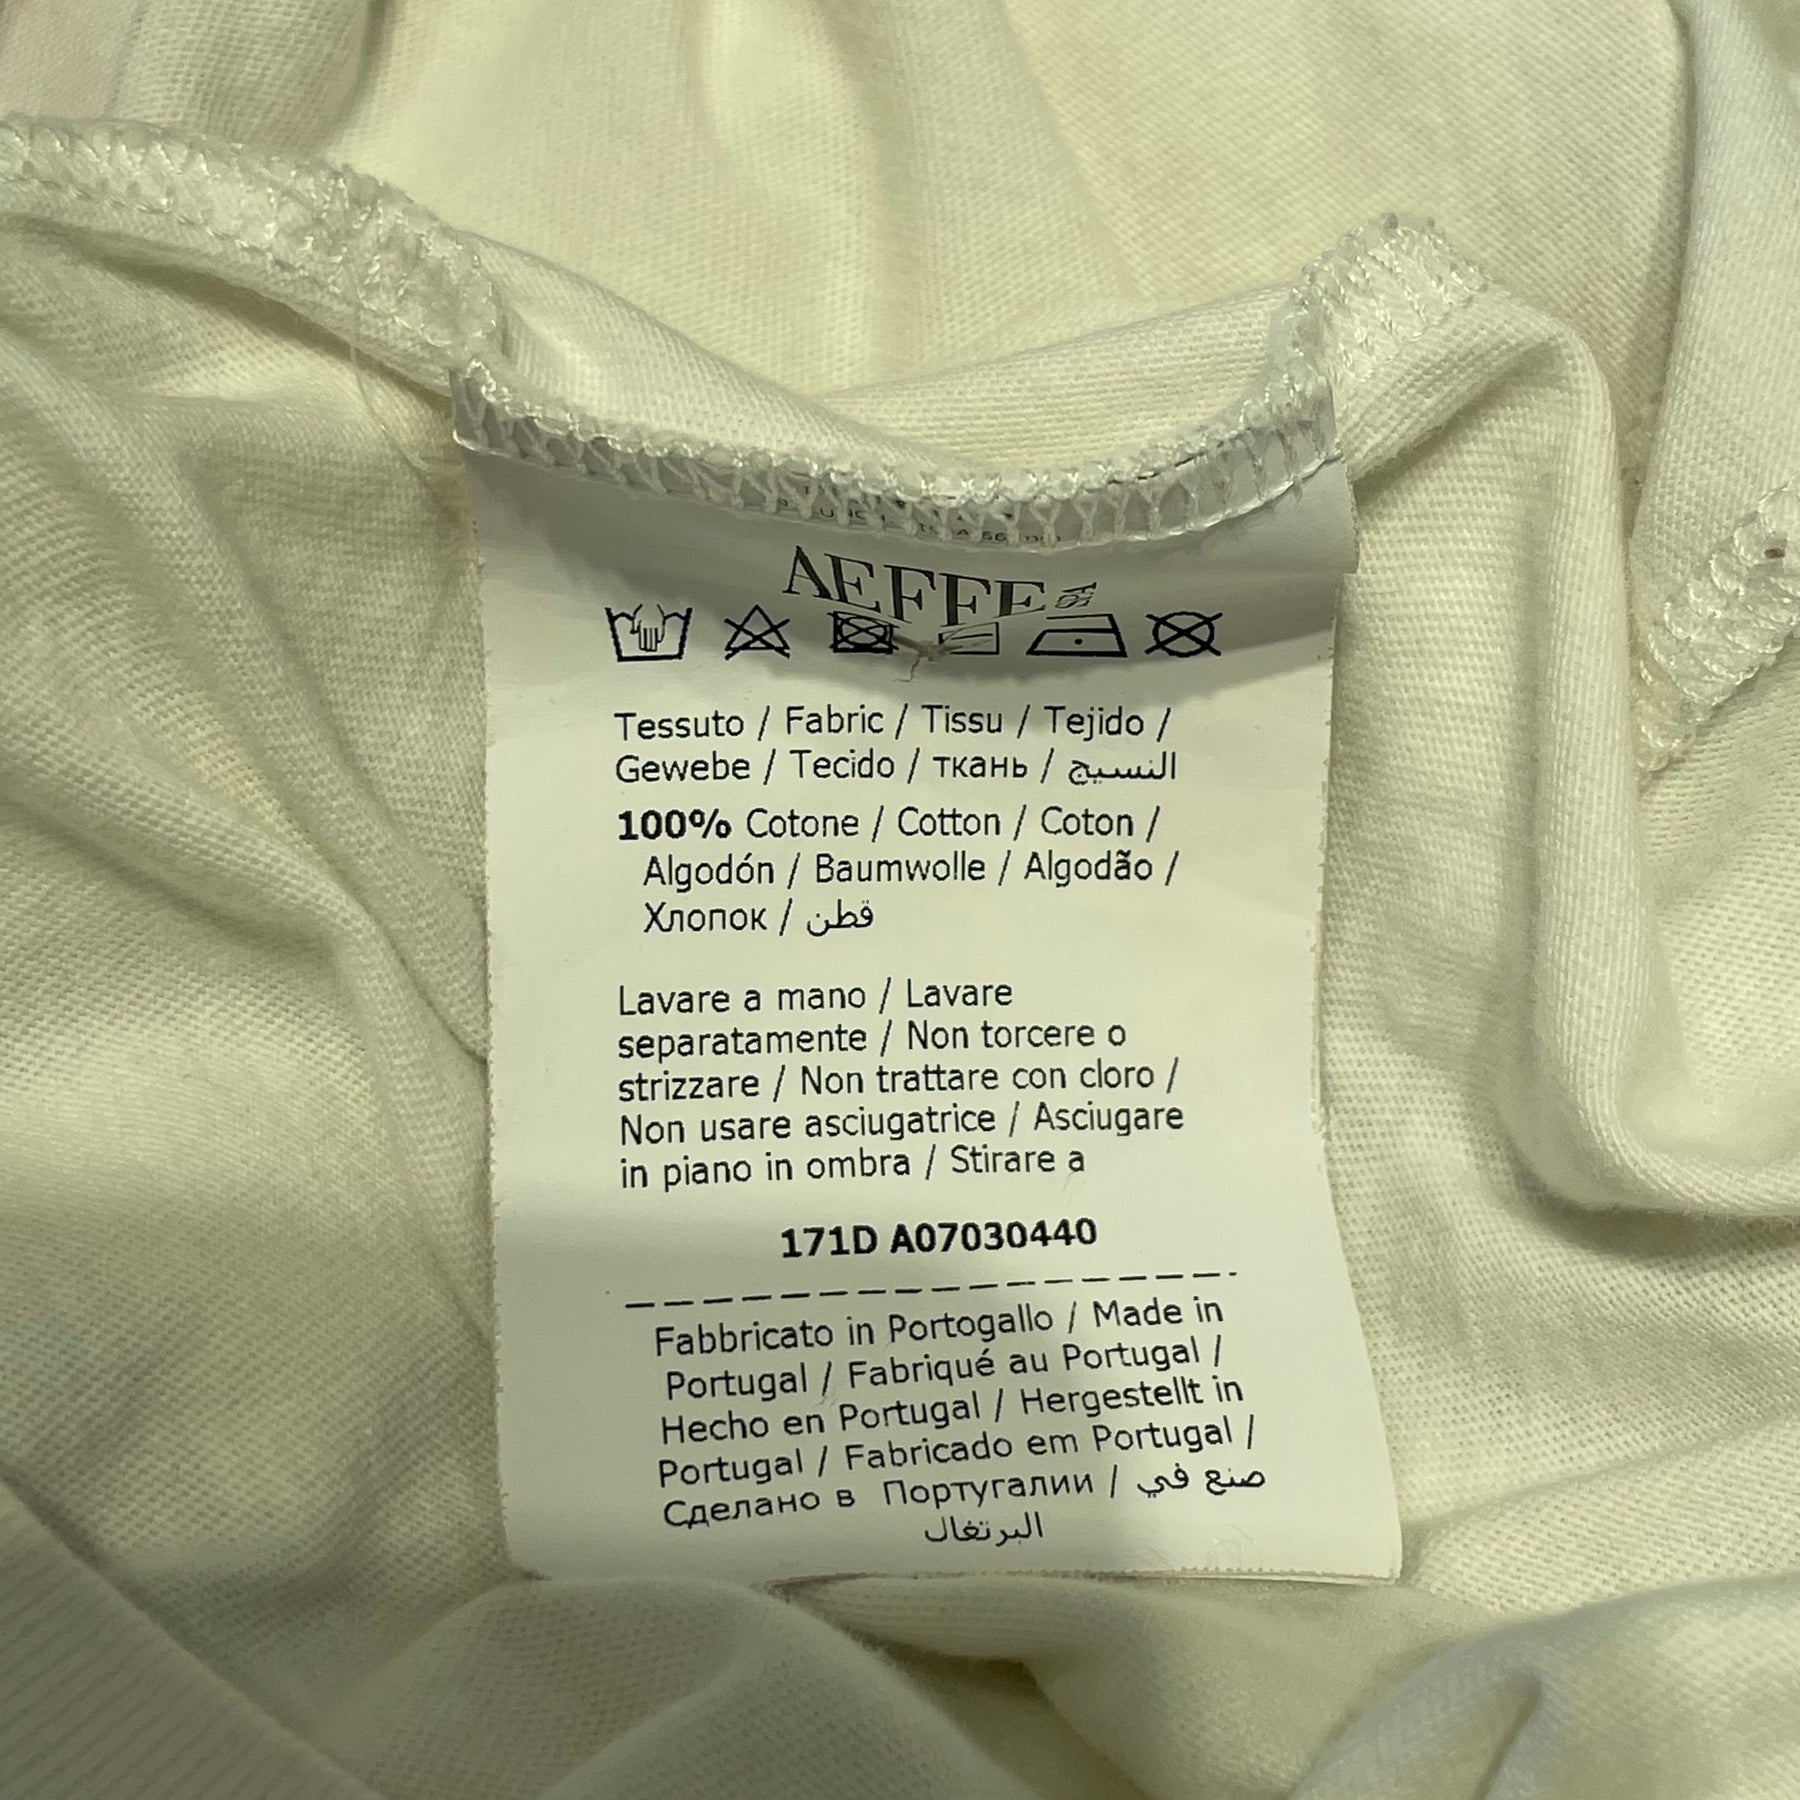 AEFFE SPA
Tessuto / Fabric / Tissu / Tejido /
Gewebe / Tecido / ткань / النسيج
100% Cotone / Cotton / Coton /
Algodón / Baumwolle / Algodão /
Хлопок / قطن
Lavare a mano / Lavare
separatamente / Non torcere o
strizzare / Non trattare con cloro /
Non usare asciugatrice / Asciugare
in piano in ombra / Stirare a
171D A07030440
Fabbricato in Portogallo / Made in
Portugal / Fabriqué au Portugal /
Hecho en Portugal / Hergestellt in
Portugal / Fabricado em Portugal /
Сделано в Португалии / صنع في
البرتغال